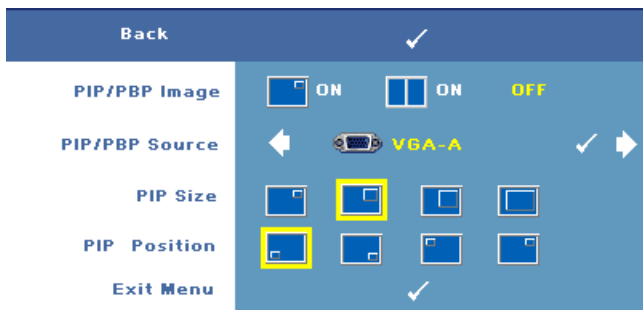 Back
PIP/PBP Image ON ON OFF
PIP/PBP Source VGA-A
PIP Size
PIP Position
Exit Menu